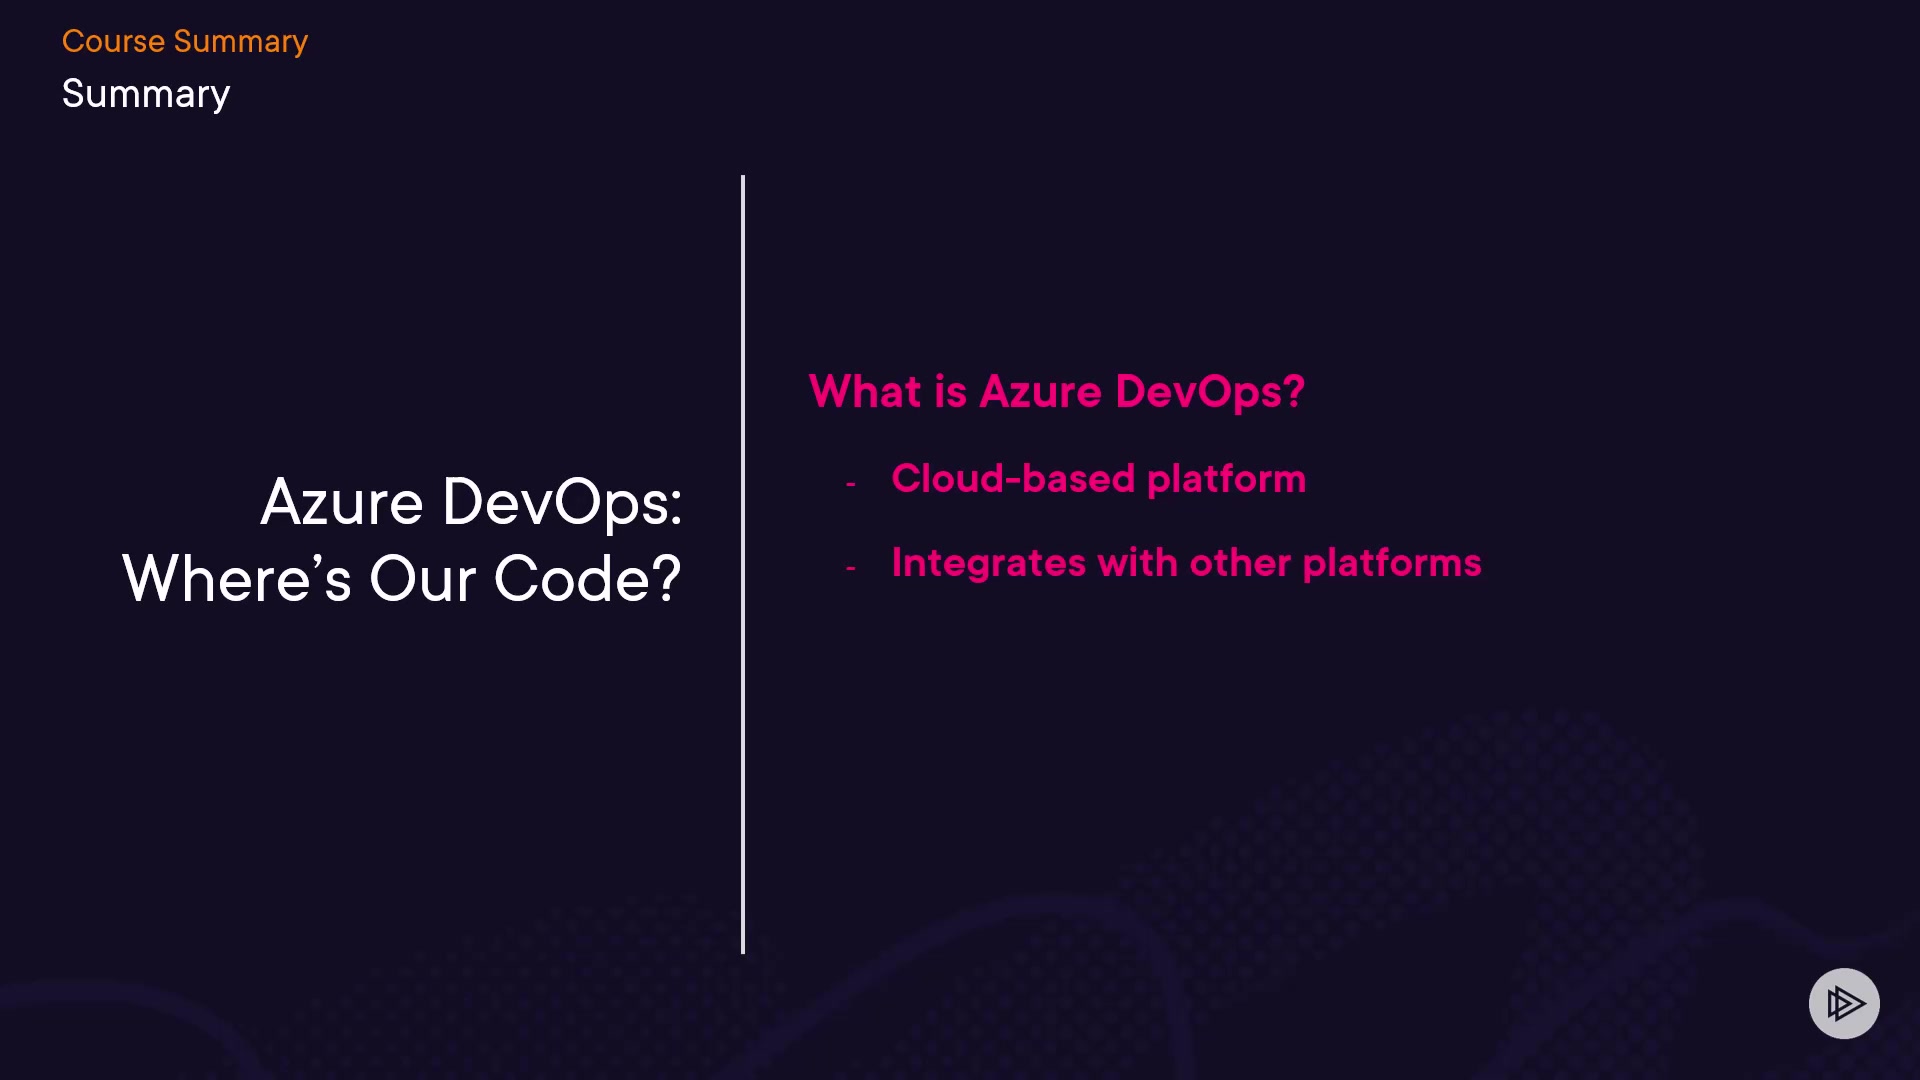 Course Summary
Summary
Azure DevOps:
Where’s Our Code?
What is Azure DevOps?
- Cloud-based platform
- Integrates with other platforms